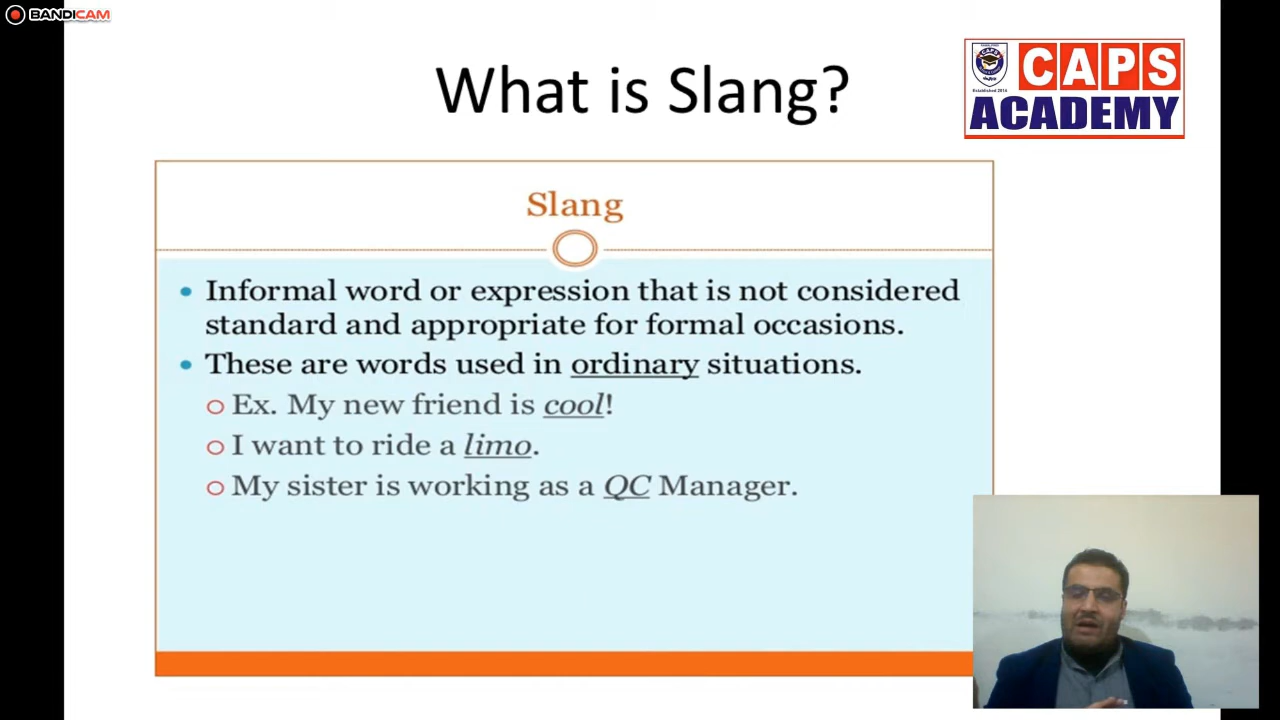 BANDICAM
What is Slang?
CAPS
Established 2014
ACADEMY
Slang
• Informal word or expression that is not considered
standard and appropriate for formal occasions.
• These are words used in ordinary situations.
o Ex. My new friend is cool!
o I want to ride a limo.
o My sister is working as a QC Manager.